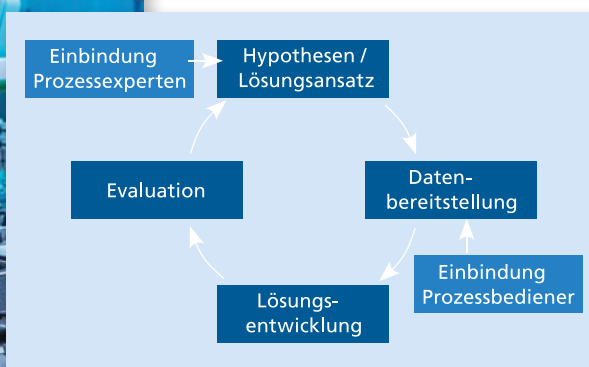 Einbindung
Prozessexperten
Hypothesen /
Lösungsansatz
Evaluation
Daten-
bereitstellung
Einbindung
Prozessbediener
Lösungs-
entwicklung